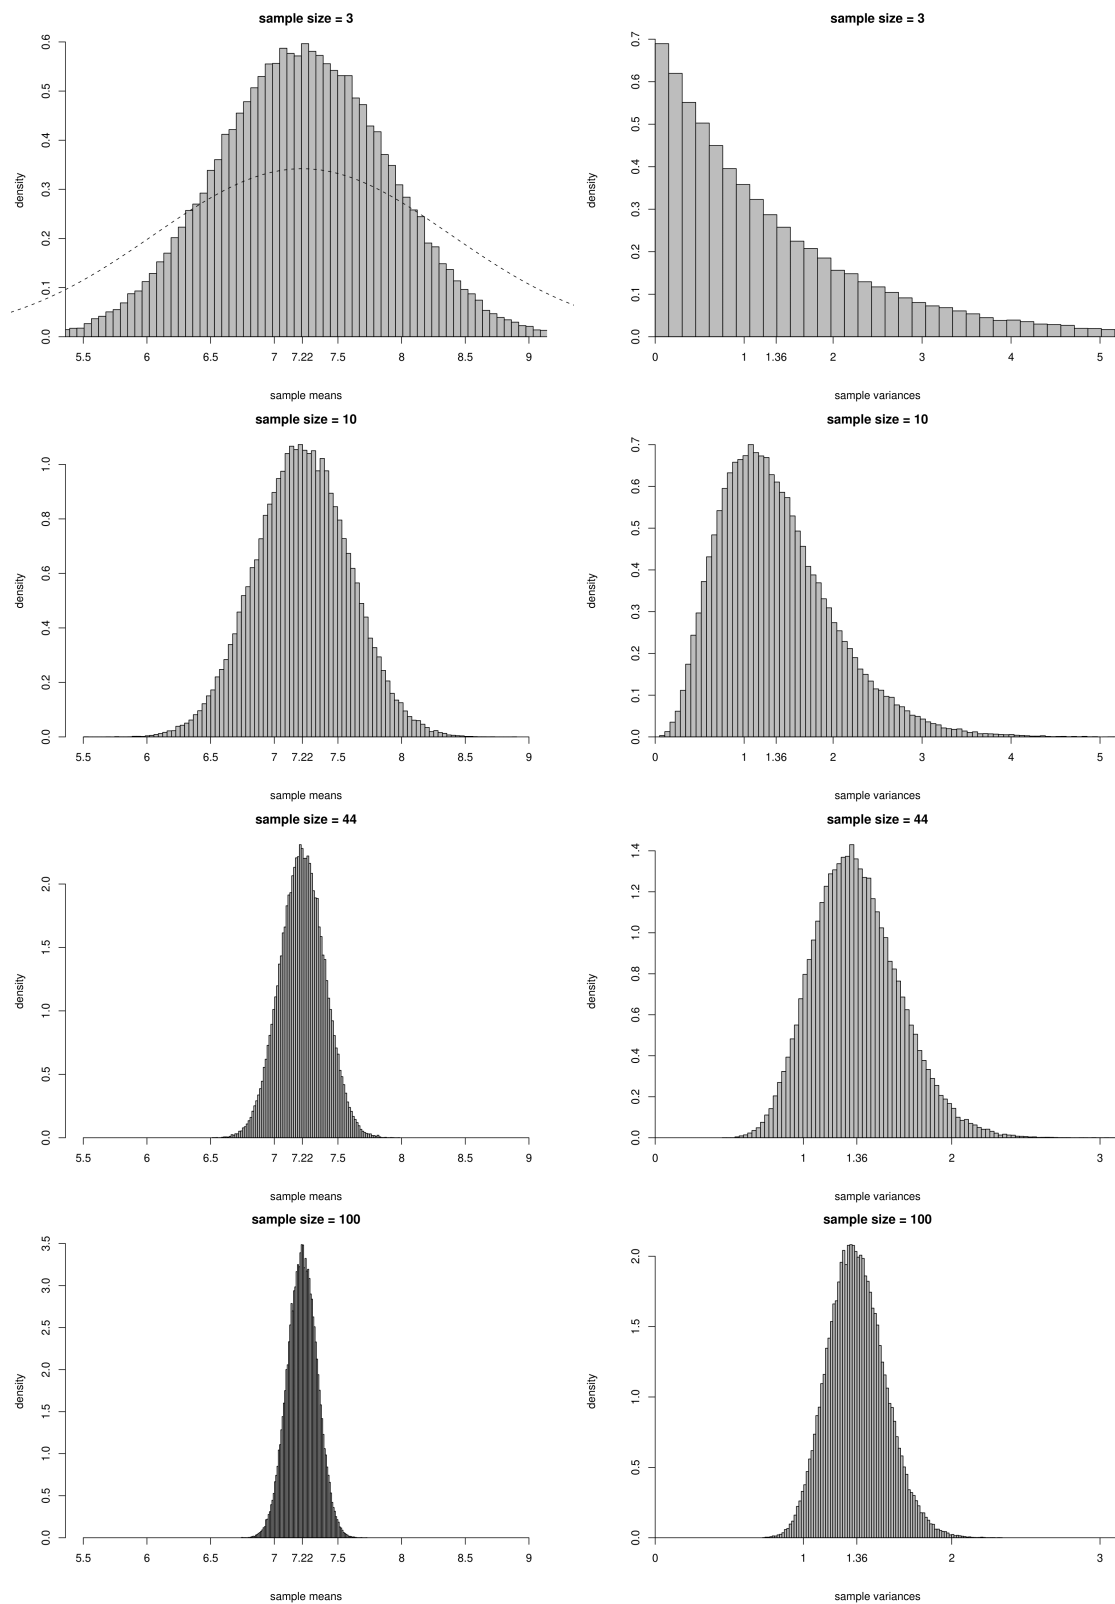 sample size = 3
density
0.0 0.1 0.2 0.3 0.4 0.5 0.6
5.5 6 6.5 7 7.22 7.5 8 8.5 9
sample means
sample size = 3
density
0.0 0.1 0.2 0.3 0.4 0.5 0.6 0.7
0 1 1.36 2 3 4 5
sample variances
sample size = 10
density
0.0 0.2 0.4 0.6 0.8 1.0
5.5 6 6.5 7 7.22 7.5 8 8.5 9
sample means
sample size = 10
density
0.0 0.1 0.2 0.3 0.4 0.5 0.6 0.7
0 1 1.36 2 3 4 5
sample variances
sample size = 44
density
0.0 0.5 1.0 1.5 2.0
5.5 6 6.5 7 7.22 7.5 8 8.5 9
sample means
sample size = 44
density
0.0 0.2 0.4 0.6 0.8 1.0 1.2 1.4
0 1 1.36 2 3
sample variances
sample size = 100
density
0.0 0.5 1.0 1.5 2.0 2.5 3.0 3.5
5.5 6 6.5 7 7.22 7.5 8 8.5 9
sample means
sample size = 100
density
0.0 0.5 1.0 1.5 2.0
0 1 1.36 2 3
sample variances